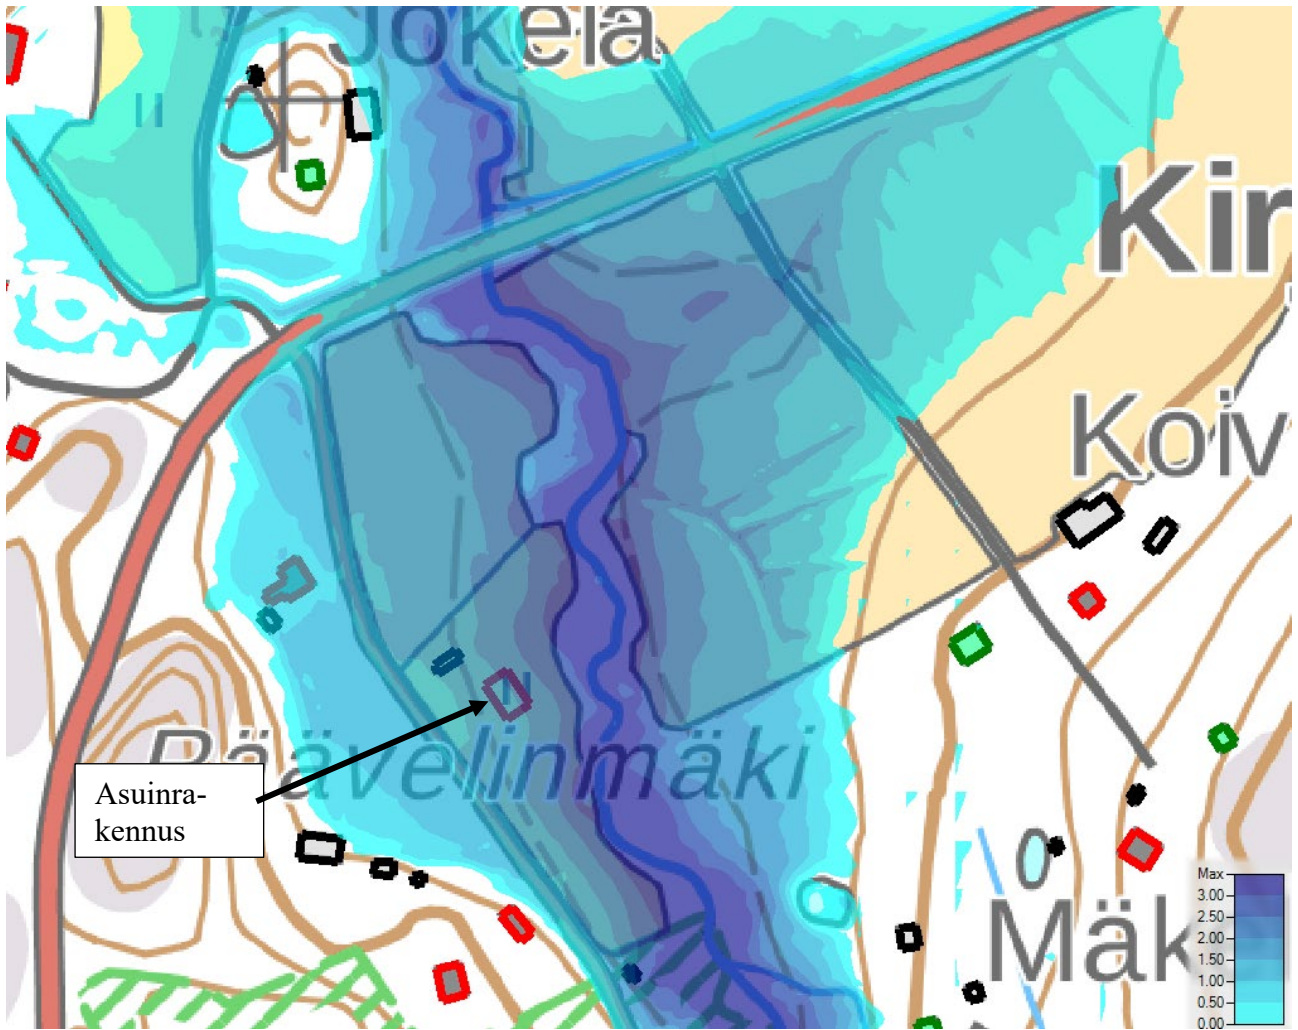 Jokela
Kir
Koiv
Päävelinmäki
Asuinra-
kennus
Mäk
Max
3.00
2.50
2.00
1.50
1.00
0.50
0.00